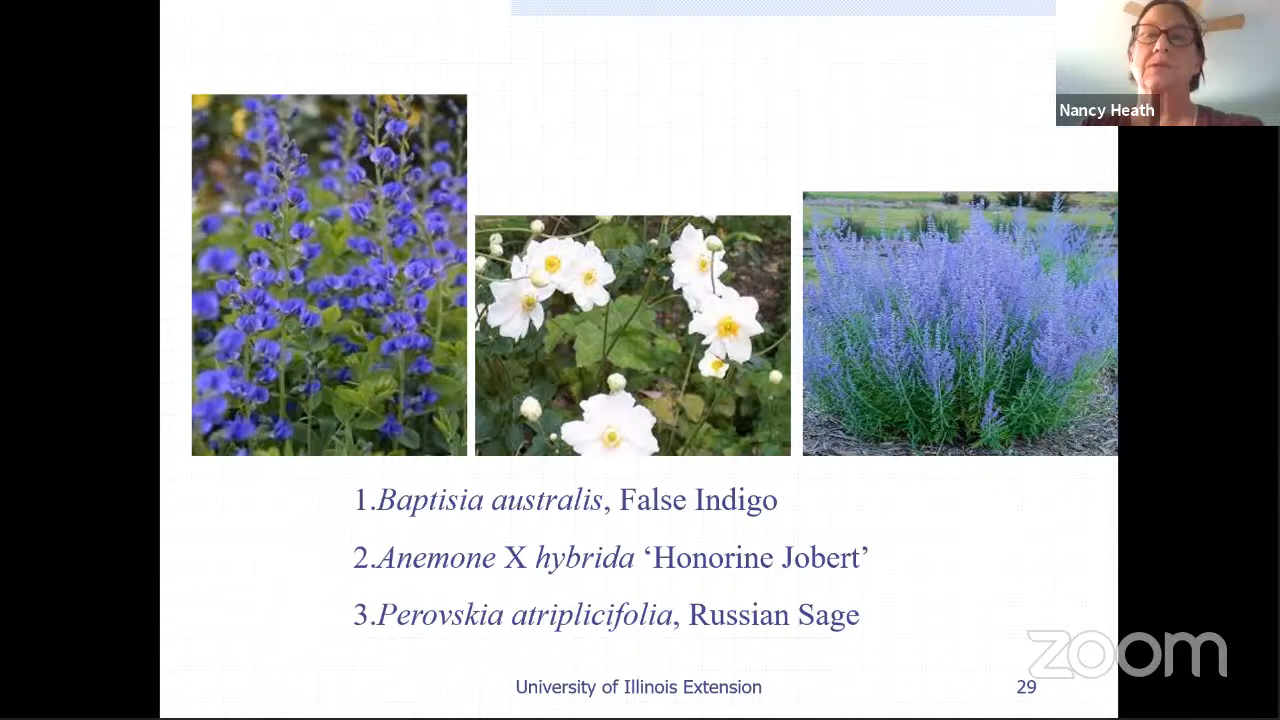 Nancy Heath
1.Baptisia australis, False Indigo
2.Anemone X hybrida ‘Honorine Jobert’
3.Perovskia atriplicifolia, Russian Sage
University of Illinois Extension
29
zoom